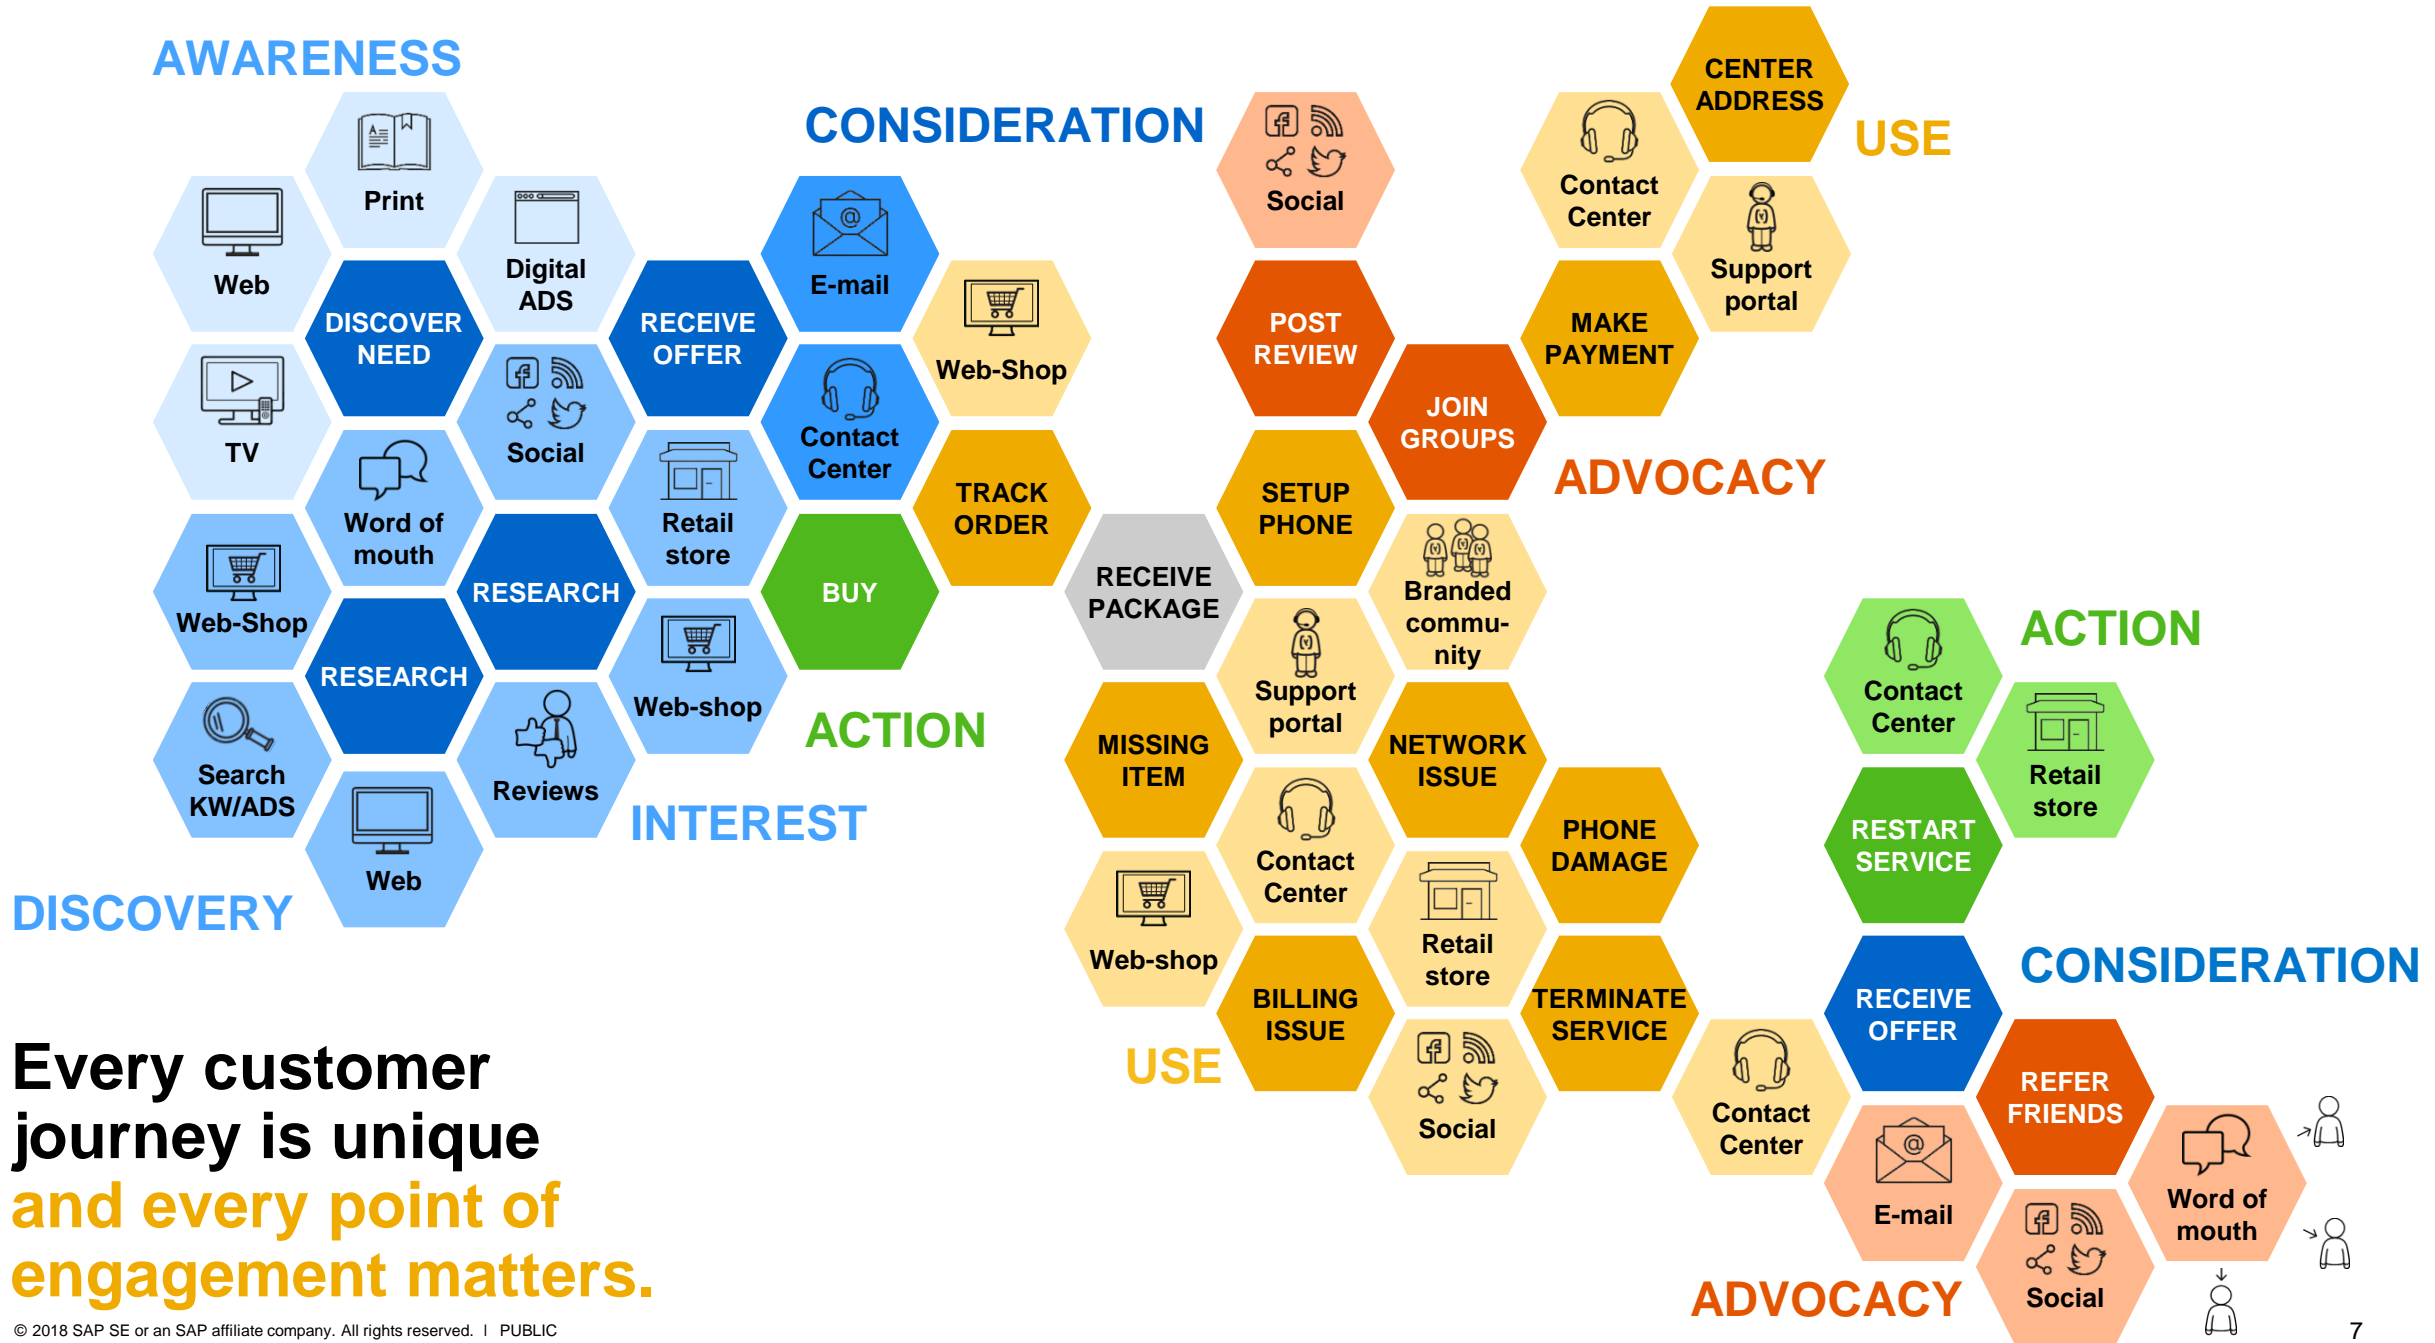 AWARENESS
Print
Web
Digital
ADS
DISCOVER
NEED
TV
Social
Word of
mouth
CONSIDERATION
E-mail
RECEIVE
OFFER
Contact
Center
Web-Shop
Retail
store
TRACK
ORDER
Web-Shop
RESEARCH
RESEARCH
BUY
Web-shop
ACTION
Search
KW/ADS
Reviews
Web
INTEREST
DISCOVERY
Social
POST
REVIEW
JOIN
GROUPS
ADVOCACY
CENTER
ADDRESS
USE
Contact
Center
Support
portal
MAKE
PAYMENT
SETUP
PHONE
RECEIVE
PACKAGE
Branded
commu-
nity
Support
portal
MISSING
ITEM
NETWORK
ISSUE
Contact
Center
PHONE
DAMAGE
Web-shop
Retail
store
BILLING
ISSUE
TERMINATE
SERVICE
USE
Social
Contact
Center
ACTION
Contact
Center
Retail
store
RESTART
SERVICE
CONSIDERATION
RECEIVE
OFFER
REFER
FRIENDS
E-mail
Word of
mouth
Social
ADVOCACY
Every customer
journey is unique
and every point of
engagement matters.
© 2018 SAP SE or an SAP affiliate company. All rights reserved. ǀ PUBLIC
7